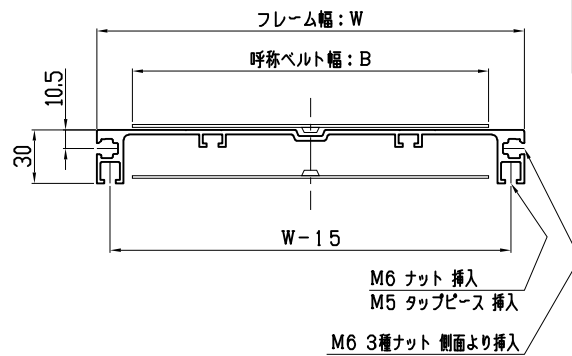 フレーム幅：W
呼称ベルト幅：B
10.5
30
W-15
M6 ナット 挿入
M5 タップピース 挿入
M6 3種ナット 側面より挿入